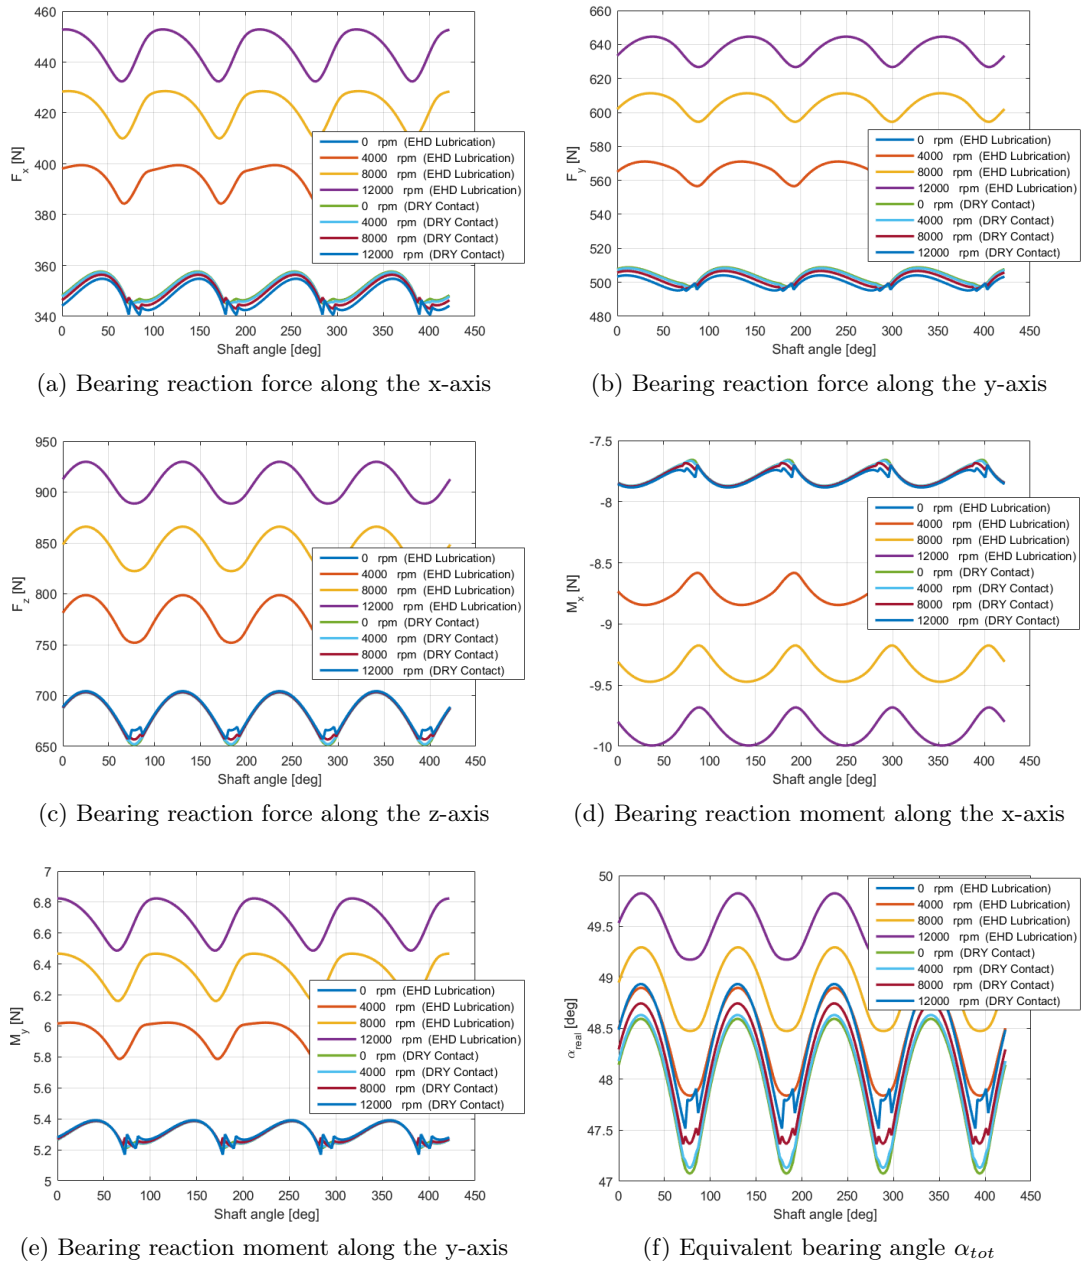 460
440
420
400
380
360
340
F_x [N]
0 50 100 150 200 250 300 350 400 450
Shaft angle [deg]
0 rpm (EHD Lubrication)
4000 rpm (EHD Lubrication)
8000 rpm (EHD Lubrication)
12000 rpm (EHD Lubrication)
0 rpm (DRY Contact)
4000 rpm (DRY Contact)
8000 rpm (DRY Contact)
12000 rpm (DRY Contact)
(a) Bearing reaction force along the x-axis
660
640
620
600
580
560
540
520
500
480
F_y [N]
0 50 100 150 200 250 300 350 400 450
Shaft angle [deg]
0 rpm (EHD Lubrication)
4000 rpm (EHD Lubrication)
8000 rpm (EHD Lubrication)
12000 rpm (EHD Lubrication)
0 rpm (DRY Contact)
4000 rpm (DRY Contact)
8000 rpm (DRY Contact)
12000 rpm (DRY Contact)
(b) Bearing reaction force along the y-axis
950
900
850
800
750
700
650
F_z [N]
0 50 100 150 200 250 300 350 400 450
Shaft angle [deg]
0 rpm (EHD Lubrication)
4000 rpm (EHD Lubrication)
8000 rpm (EHD Lubrication)
12000 rpm (EHD Lubrication)
0 rpm (DRY Contact)
4000 rpm (DRY Contact)
8000 rpm (DRY Contact)
12000 rpm (DRY Contact)
(c) Bearing reaction force along the z-axis
-7.5
-8
-8.5
-9
-9.5
-10
M_x [N]
0 50 100 150 200 250 300 350 400 450
Shaft angle [deg]
0 rpm (EHD Lubrication)
4000 rpm (EHD Lubrication)
8000 rpm (EHD Lubrication)
12000 rpm (EHD Lubrication)
0 rpm (DRY Contact)
4000 rpm (DRY Contact)
8000 rpm (DRY Contact)
12000 rpm (DRY Contact)
(d) Bearing reaction moment along the x-axis
7
6.8
6.6
6.4
6.2
6
5.8
5.6
5.4
5.2
5
M_y [N]
0 50 100 150 200 250 300 350 400 450
Shaft angle [deg]
0 rpm (EHD Lubrication)
4000 rpm (EHD Lubrication)
8000 rpm (EHD Lubrication)
12000 rpm (EHD Lubrication)
0 rpm (DRY Contact)
4000 rpm (DRY Contact)
8000 rpm (DRY Contact)
12000 rpm (DRY Contact)
(e) Bearing reaction moment along the y-axis
50
49.5
49
48.5
48
47.5
47
α_real [deg]
0 50 100 150 200 250 300 350 400 450
Shaft angle [deg]
0 rpm (EHD Lubrication)
4000 rpm (EHD Lubrication)
8000 rpm (EHD Lubrication)
12000 rpm (EHD Lubrication)
0 rpm (DRY Contact)
4000 rpm (DRY Contact)
8000 rpm (DRY Contact)
12000 rpm (DRY Contact)
(f) Equivalent bearing angle α_tot